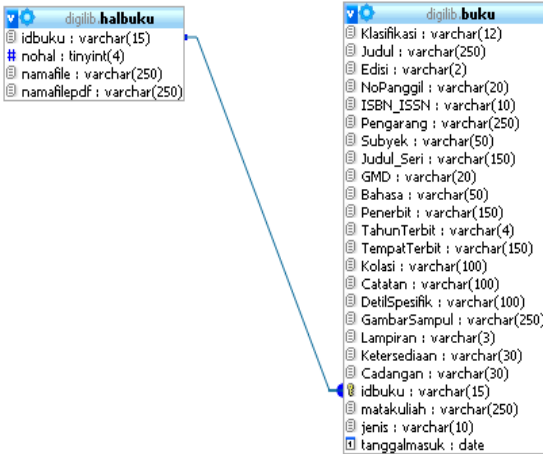 digilib.halbuku
idbuku : varchar(15)
# nohal : tinyint(4)
namafile : varchar(250)
namafilepdf : varchar(250)
digilib.buku
Klasifikasi : varchar(12)
Judul : varchar(250)
Edisi : varchar(2)
NoPanggil : varchar(20)
ISBN_ISSN : varchar(10)
Pengarang : varchar(250)
Subyek : varchar(50)
Judul_Seri : varchar(150)
GMD : varchar(20)
Bahasa : varchar(50)
Penerbit : varchar(150)
TahunTerbit : varchar(4)
TempatTerbit : varchar(150)
Kolasi : varchar(100)
Catatan : varchar(100)
DetilSpesifik : varchar(100)
GambarSampul : varchar(250)
Lampiran : varchar(3)
Ketersediaan : varchar(30)
Cadangan : varchar(30)
idbuku : varchar(15)
matakuliah : varchar(250)
jenis : varchar(10)
tanggalmasuk : date